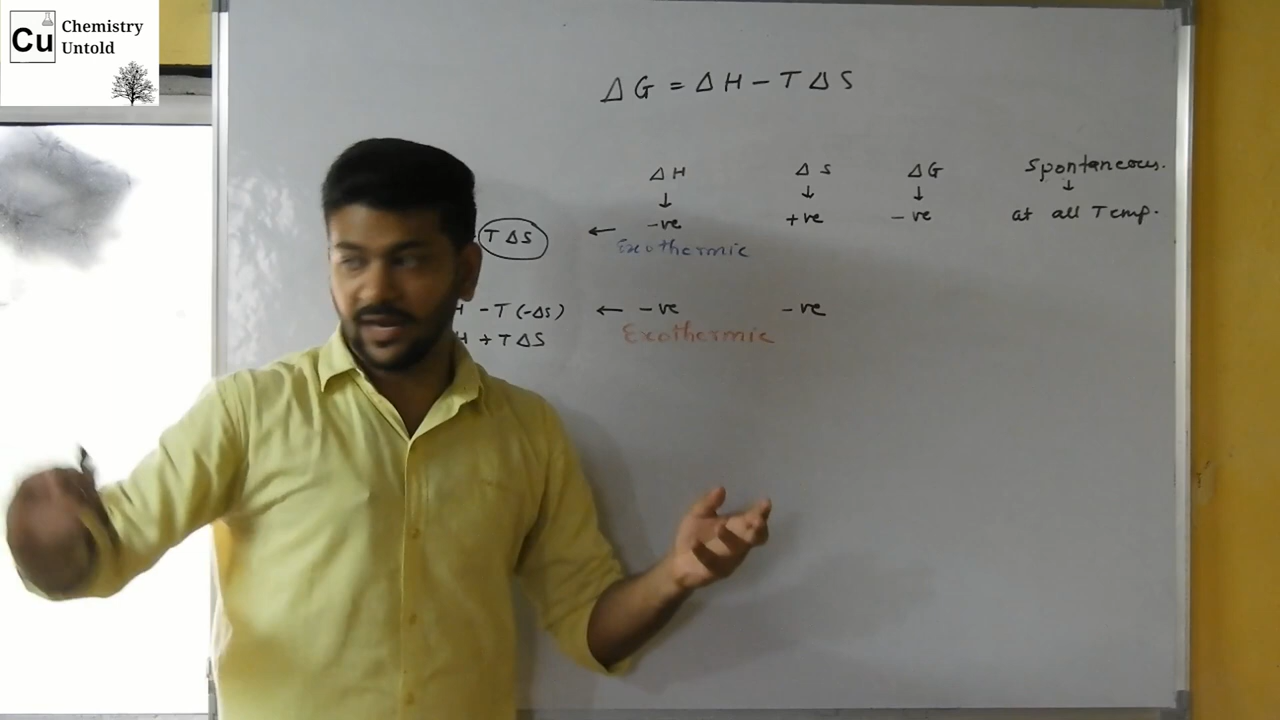 Cu
Chemistry
Untold
ΔG = ΔH - TΔS
ΔH ΔS ΔG Spontaneous.
↓ ↓ ↓ ↓
TΔS ← -ve +ve -ve at all Temp.
Exothermic
H - T(-ΔS) ← -ve -ve
Exothermic
H + TΔS